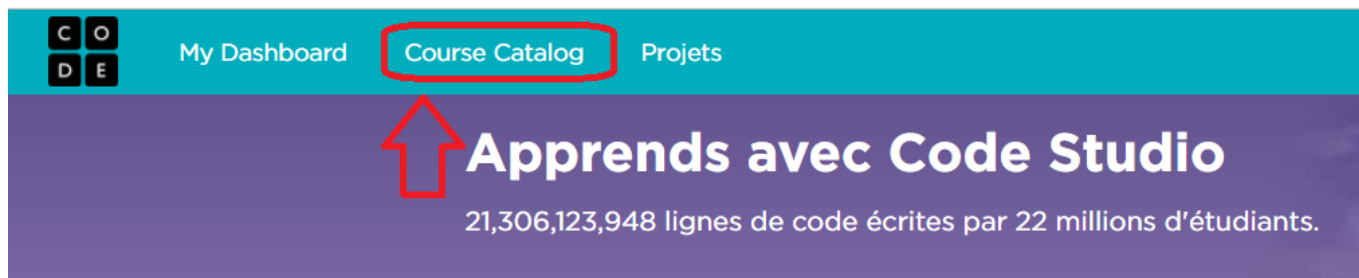 CODE
My Dashboard Course Catalog Projets
Apprends avec Code Studio
21,306,123,948 lignes de code écrites par 22 millions d'étudiants.